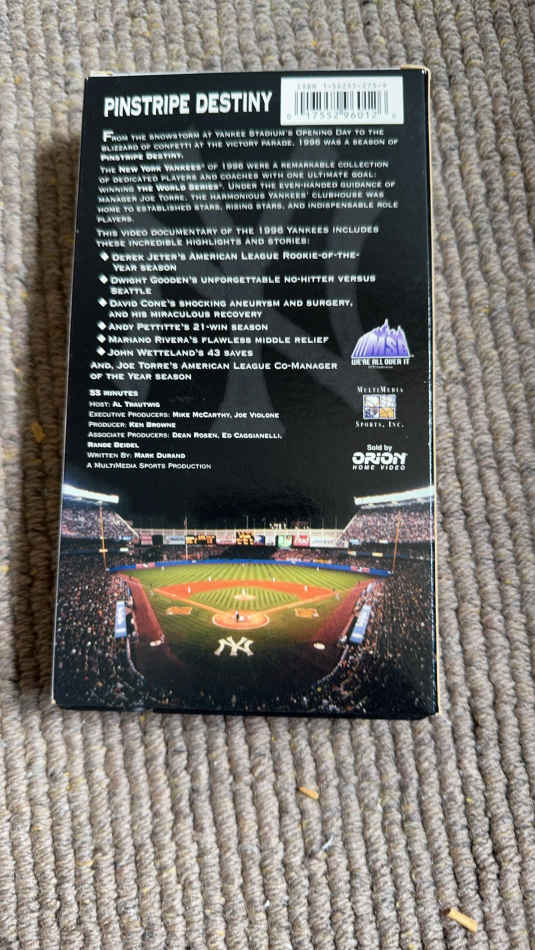 PINSTRIPE DESTINY
FROM THE SNOWSTORM AT YANKEE STADIUM'S OPENING DAY TO THE
BLIZZARD OF CONFETTI AT THE VICTORY PARADE, 1996 WAS A SEASON OF
PINSTRIPE DESTINY.
THE NEW YORK YANKEES® OF 1996 WERE A REMARKABLE COLLECTION
OF DEDICATED PLAYERS AND COACHES WITH ONE ULTIMATE GOAL:
WINNING THE WORLD SERIES®. UNDER THE EVEN-HANDED GUIDANCE OF
MANAGER JOE TORRE, THE HARMONIOUS YANKEES' CLUBHOUSE WAS
HOME TO ESTABLISHED STARS, RISING STARS, AND INDISPENSABLE ROLE
PLAYERS.
THIS VIDEO DOCUMENTARY OF THE 1996 YANKEES INCLUDES
THESE INCREDIBLE HIGHLIGHTS AND STORIES:
◆ DEREK JETER'S AMERICAN LEAGUE ROOKIE-OF-THE-
YEAR SEASON
◆ DWIGHT GOODEN'S UNFORGETTABLE NO-HITTER VERSUS
SEATTLE
◆ DAVID CONE'S SHOCKING ANEURYSM AND SURGERY,
AND HIS MIRACULOUS RECOVERY
◆ ANDY PETTITTE'S 21-WIN SEASON
◆ MARIANO RIVERA'S FLAWLESS MIDDLE RELIEF
◆ JOHN WETTELAND'S 43 SAVES
AND, JOE TORRE'S AMERICAN LEAGUE CO-MANAGER
OF THE YEAR SEASON
55 MINUTES
HOST: AL TRAUTWIG
EXECUTIVE PRODUCERS: MIKE MCCARTHY, JOE VIOLONE
PRODUCER: KEN BROWNE
ASSOCIATE PRODUCERS: DEAN ROSEN, ED CAGGIANELLI,
RANDE BEIDEL
WRITTEN BY: MARK DURAND
A MULTIMEDIA SPORTS PRODUCTION
MSG
WE'RE ALL OVER IT
MULTIMEDIA
SPORTS, INC.
Sold by
ORION
HOME VIDEO
NY